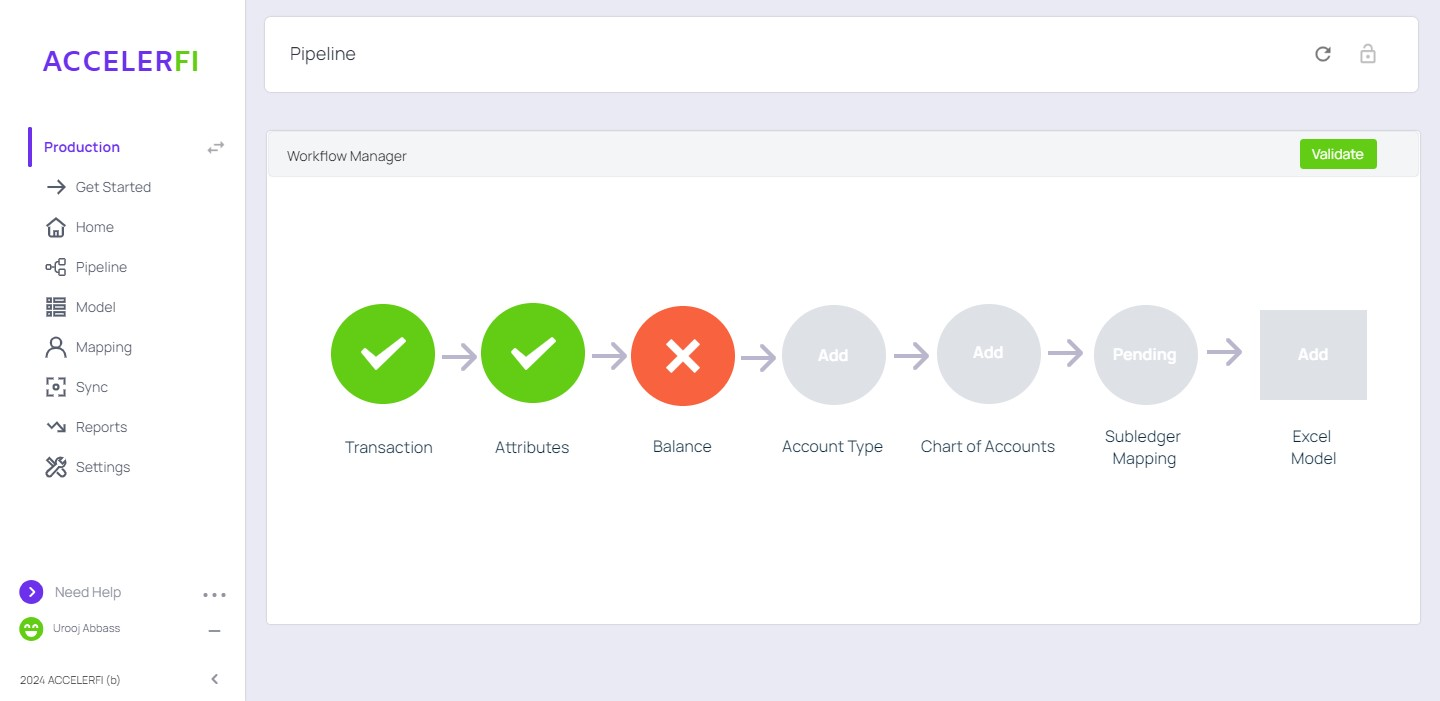 ACCELERFI
Production
Get Started
Home
Pipeline
Model
Mapping
Sync
Reports
Settings
Need Help
Urooj Abbass
2024 ACCELERFI (b)
Pipeline
Workflow Manager
Validate
Add
Add
Pending
Add
Transaction
Attributes
Balance
Account Type
Chart of Accounts
Subledger
Mapping
Excel
Model